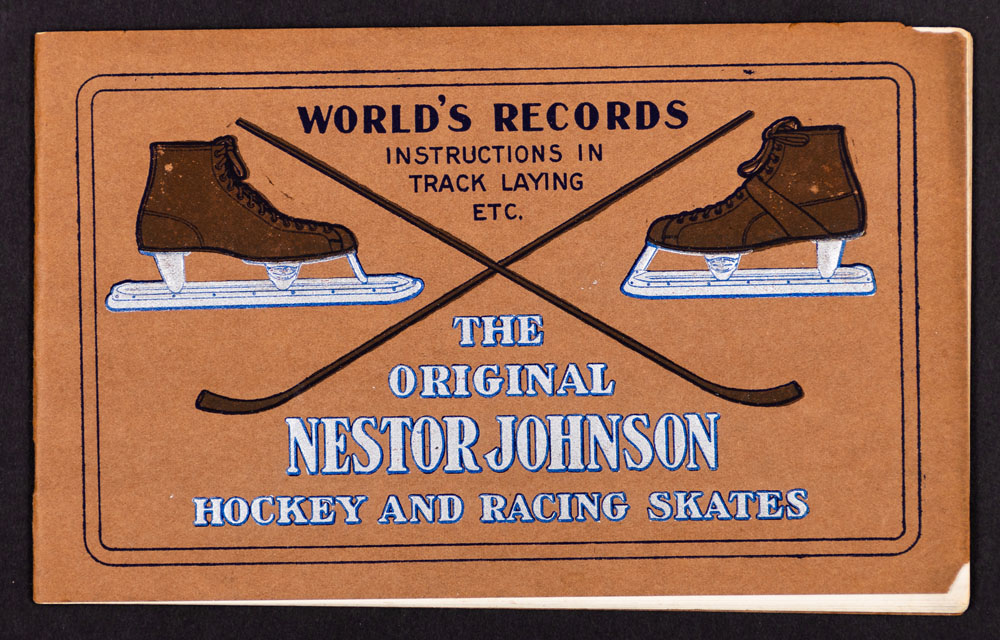 WORLD'S RECORDS
INSTRUCTIONS IN
TRACK LAYING
ETC.
THE
ORIGINAL
NESTOR JOHNSON
HOCKEY AND RACING SKATES